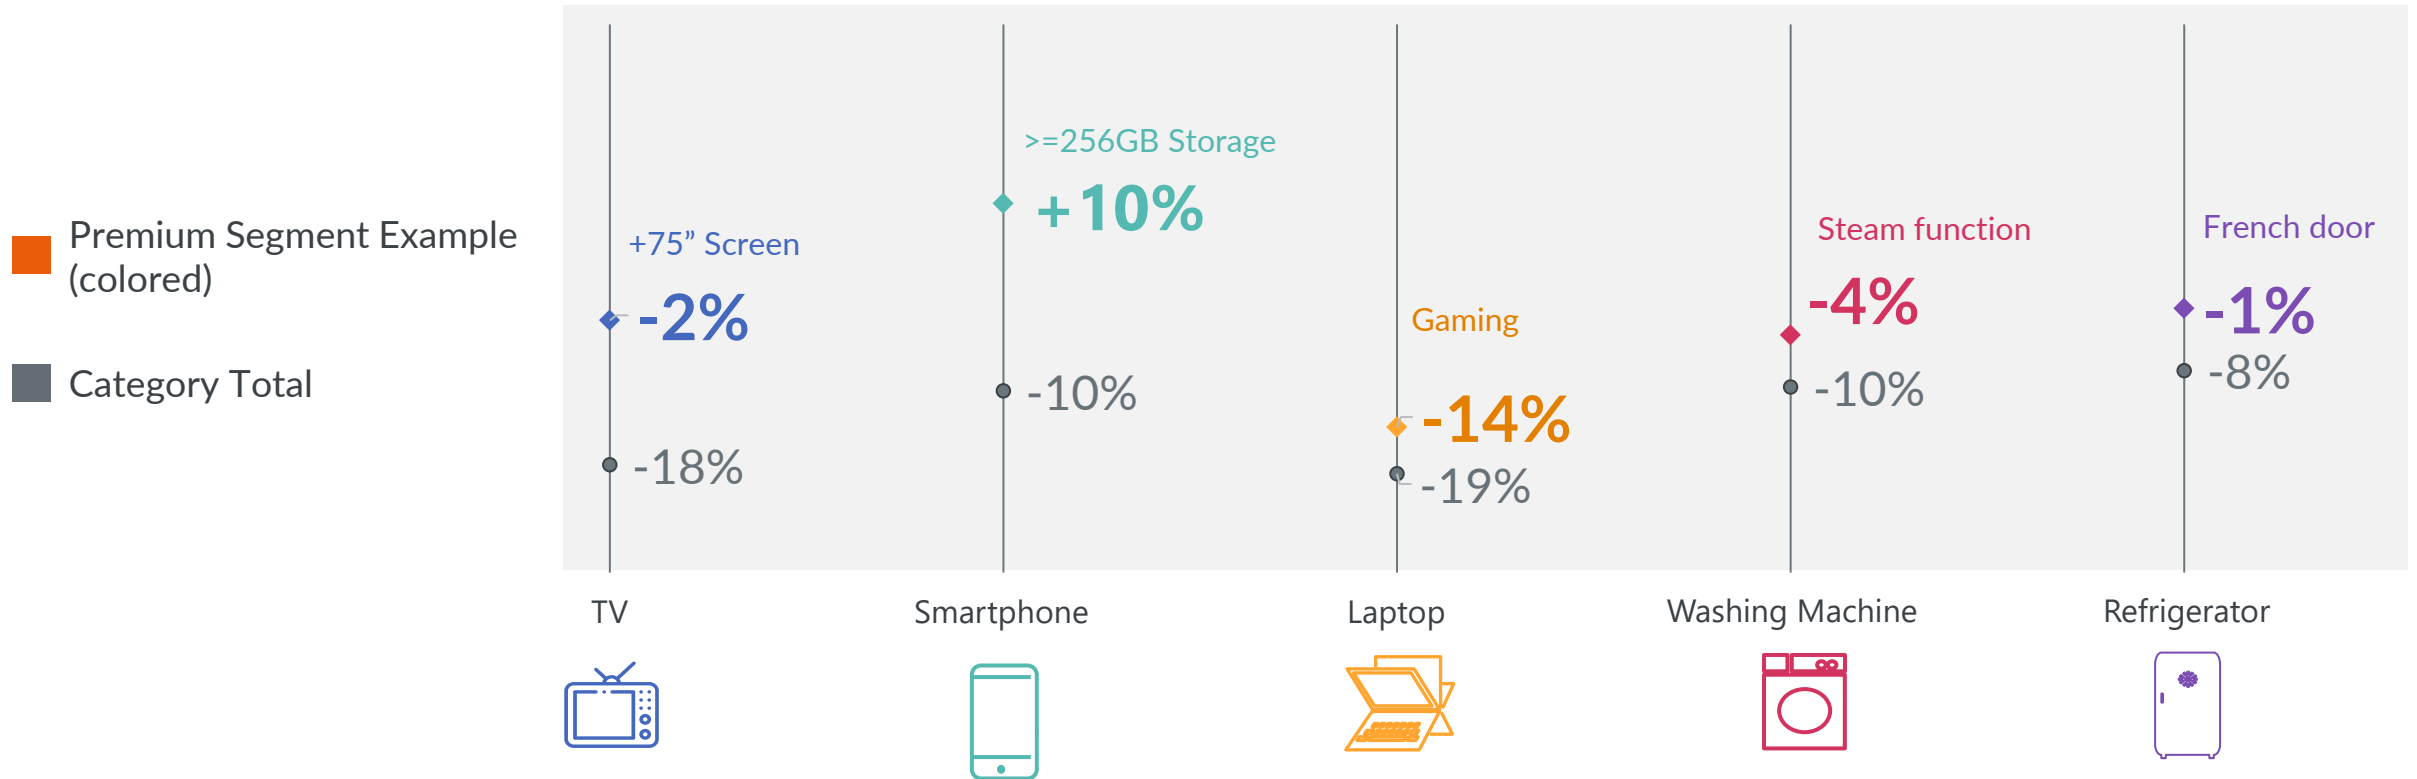 Premium Segment Example
(colored)
Category Total
+75” Screen
-2%
-18%
>=256GB Storage
+10%
-10%
Gaming
-14%
-19%
Steam function
-4%
-10%
French door
-1%
-8%
TV
Smartphone
Laptop
Washing Machine
Refrigerator